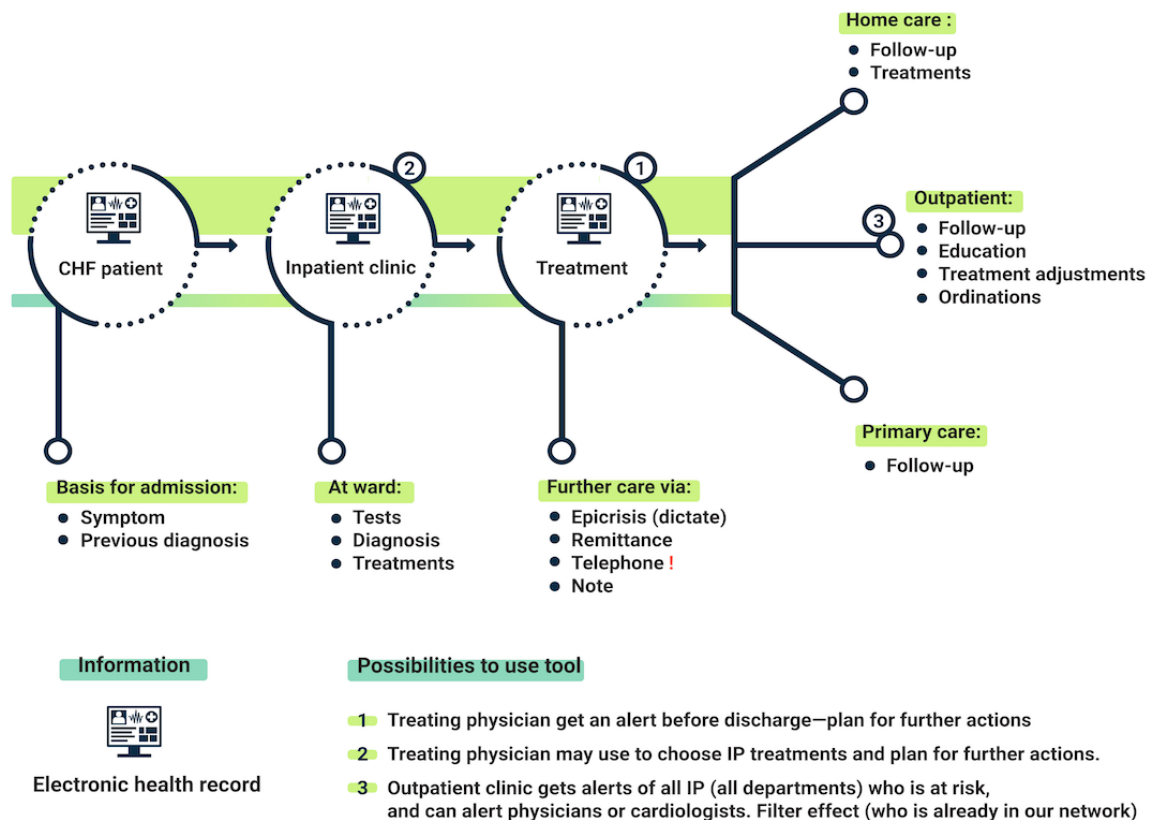 Home care :
Follow-up
Treatments
2
1
CHF patient
Inpatient clinic
Treatment
3
Outpatient:
Follow-up
Education
Treatment adjustments
Ordinations
Primary care:
Follow-up
Basis for admission:
Symptom
Previous diagnosis
At ward:
Tests
Diagnosis
Treatments
Further care via:
Epicrisis (dictate)
Remittance
Telephone !
Note
Information
Electronic health record
Possibilities to use tool
1 Treating physician get an alert before discharge—plan for further actions
2 Treating physician may use to choose IP treatments and plan for further actions.
3 Outpatient clinic gets alerts of all IP (all departments) who is at risk,
and can alert physicians or cardiologists. Filter effect (who is already in our network)